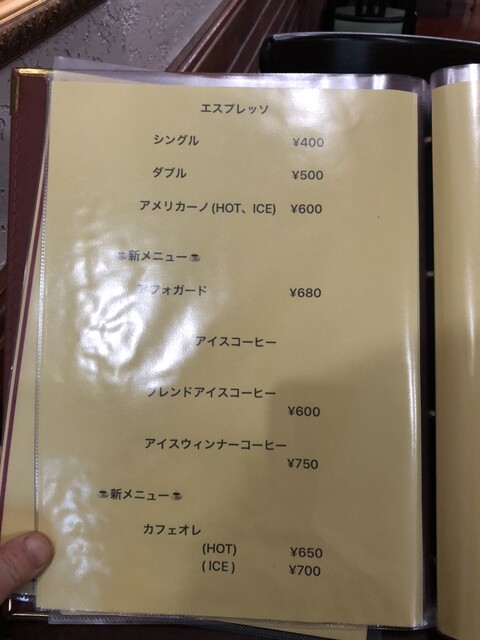 エスプレッソ
シングル ¥400
ダブル ¥500
アメリカーノ(HOT、ICE) ¥600
☕新メニュー☕
アフォガード ¥680
アイスコーヒー
ブレンドアイスコーヒー
¥600
アイスウィンナーコーヒー
¥750
☕新メニュー☕
カフェオレ
(HOT) ¥650
(ICE) ¥700